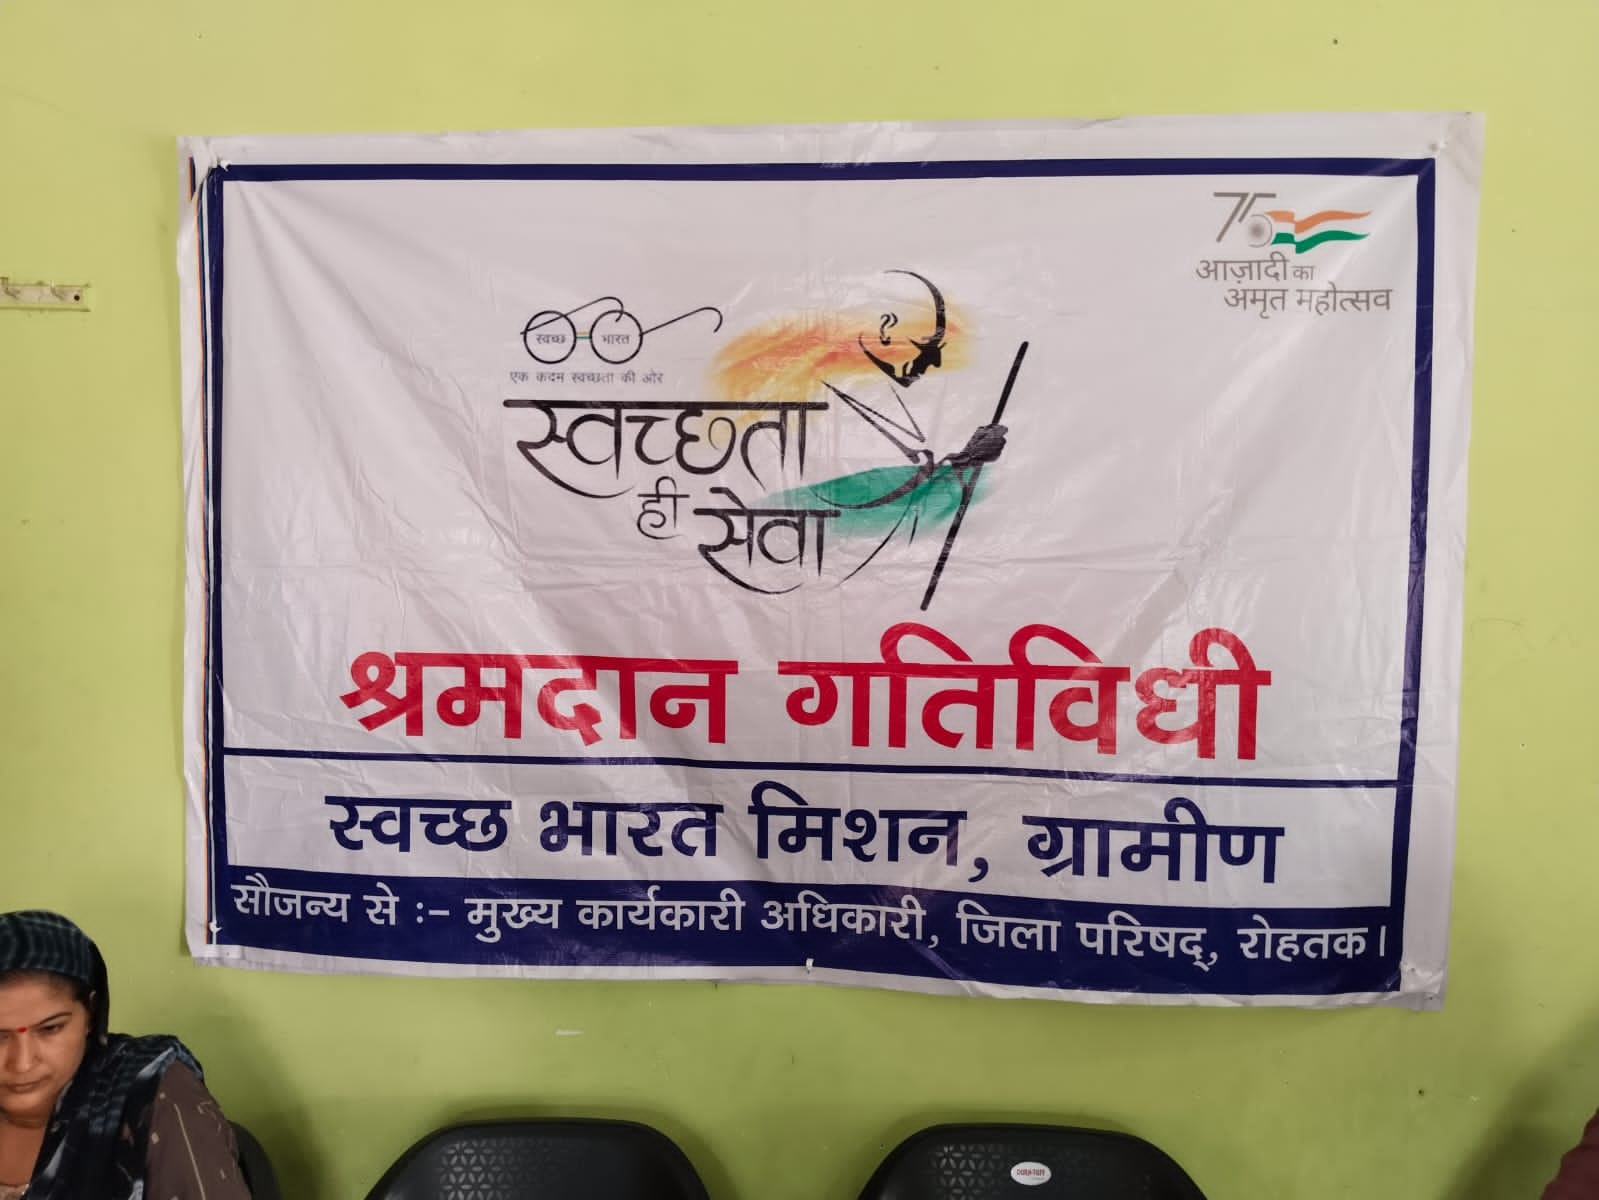 75
आज़ादी का
अमृत महोत्सव
स्वच्छ भारत
एक कदम स्वच्छता की ओर
स्वच्छता
ही सेवा
श्रमदान गतिविधी
स्वच्छ भारत मिशन, ग्रामीण
सौजन्य से :- मुख्य कार्यकारी अधिकारी, जिला परिषद्, रोहतक।